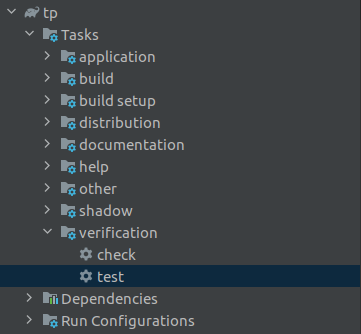 tp
Tasks
application
build
build setup
distribution
documentation
help
other
shadow
verification
check
test
Dependencies
Run Configurations